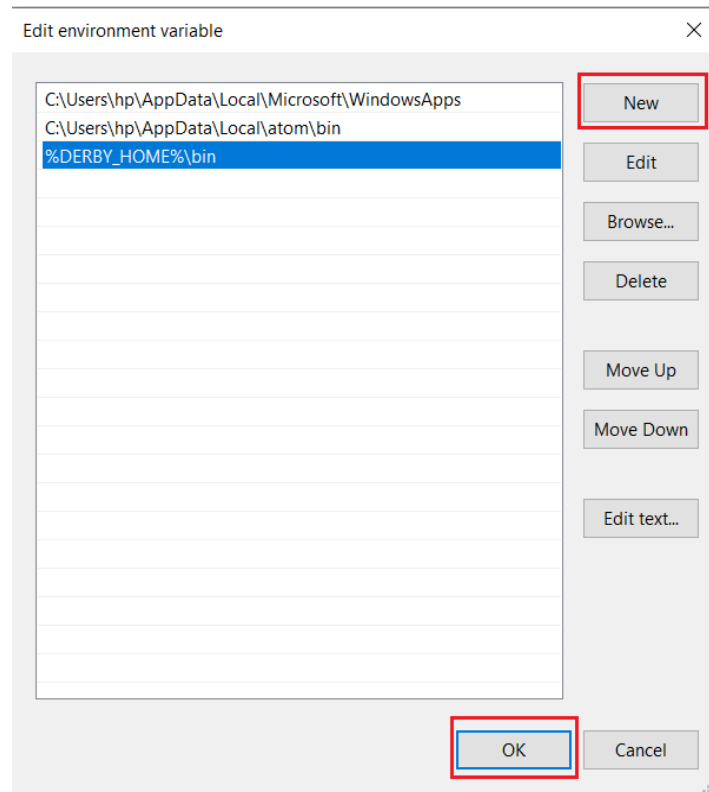 Edit environment variable
C:\Users\hp\AppData\Local\Microsoft\WindowsApps
C:\Users\hp\AppData\Local\atom\bin
%DERBY_HOME%\bin
New
Edit
Browse...
Delete
Move Up
Move Down
Edit text...
OK
Cancel